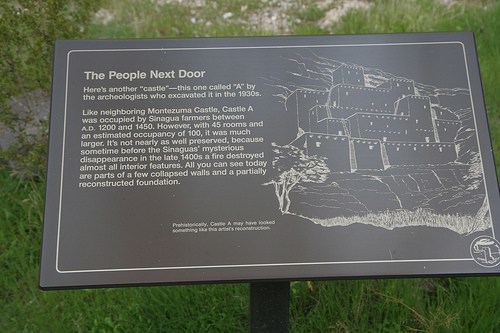 The People Next Door
Here's another "castle"—this one called "A" by
the archeologists who excavated it in the 1930s.
Like neighboring Montezuma Castle, Castle A
was occupied by Sinagua farmers between
A.D. 1200 and 1450. However, with 45 rooms and
an estimated occupancy of 100, it was much
larger. It's not nearly as well preserved, because
sometime before the Sinaguas' mysterious
disappearance in the late 1400s a fire destroyed
almost all interior features. All you can see today
are parts of a few collapsed walls and a partially
reconstructed foundation.
Prehistorically, Castle A may have looked
something like this artist's reconstruction.